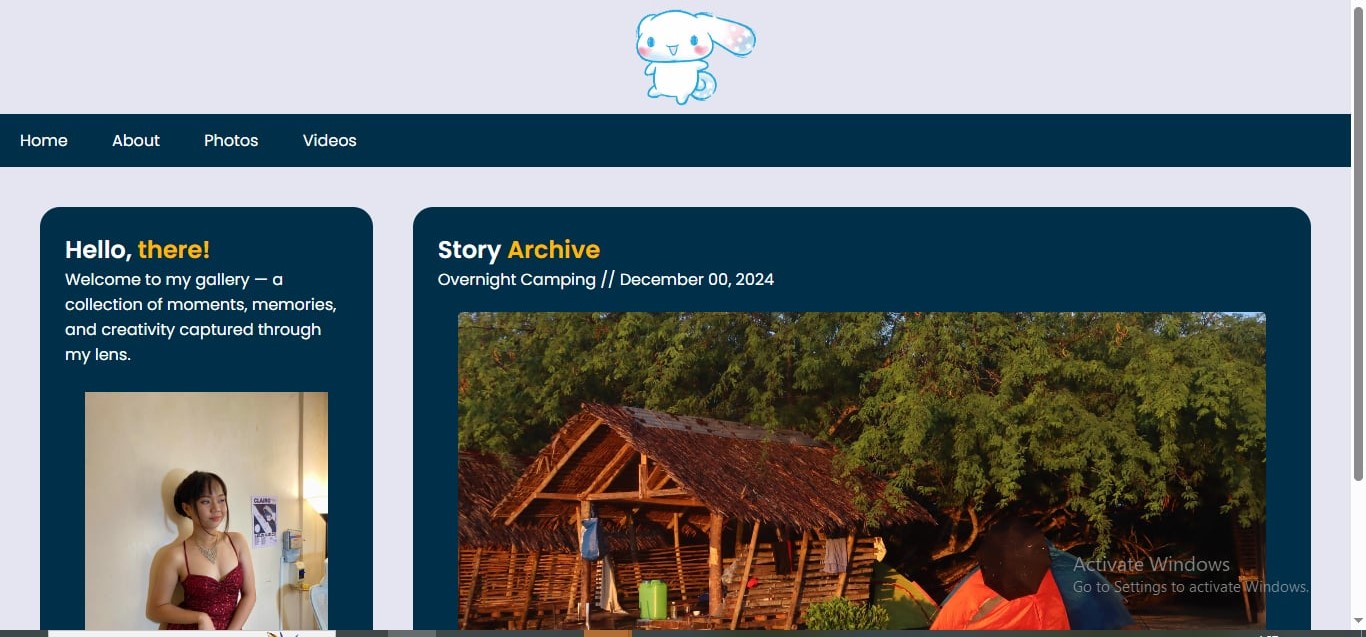 Home About Photos Videos
Hello, there!
Welcome to my gallery — a
collection of moments, memories,
and creativity captured through
my lens.
CLAIRO
Story Archive
Overnight Camping // December 00, 2024
Activate Windows
Go to Settings to activate Windows.